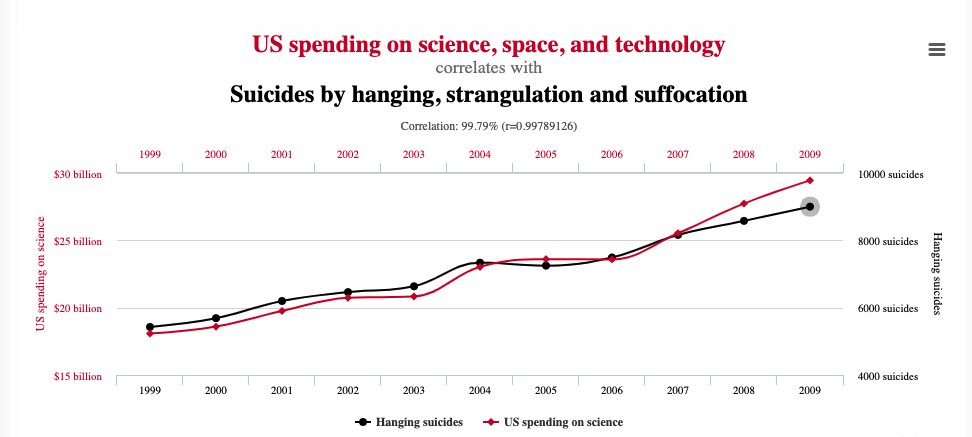 US spending on science, space, and technology
correlates with
Suicides by hanging, strangulation and suffocation
Correlation: 99.79% (r=0.99789126)
1999 2000 2001 2002 2003 2004 2005 2006 2007 2008 2009
$30 billion 10000 suicides
$25 billion 8000 suicides
$20 billion 6000 suicides
$15 billion 4000 suicides
US spending on science
Hanging suicides
1999 2000 2001 2002 2003 2004 2005 2006 2007 2008 2009
Hanging suicides US spending on science